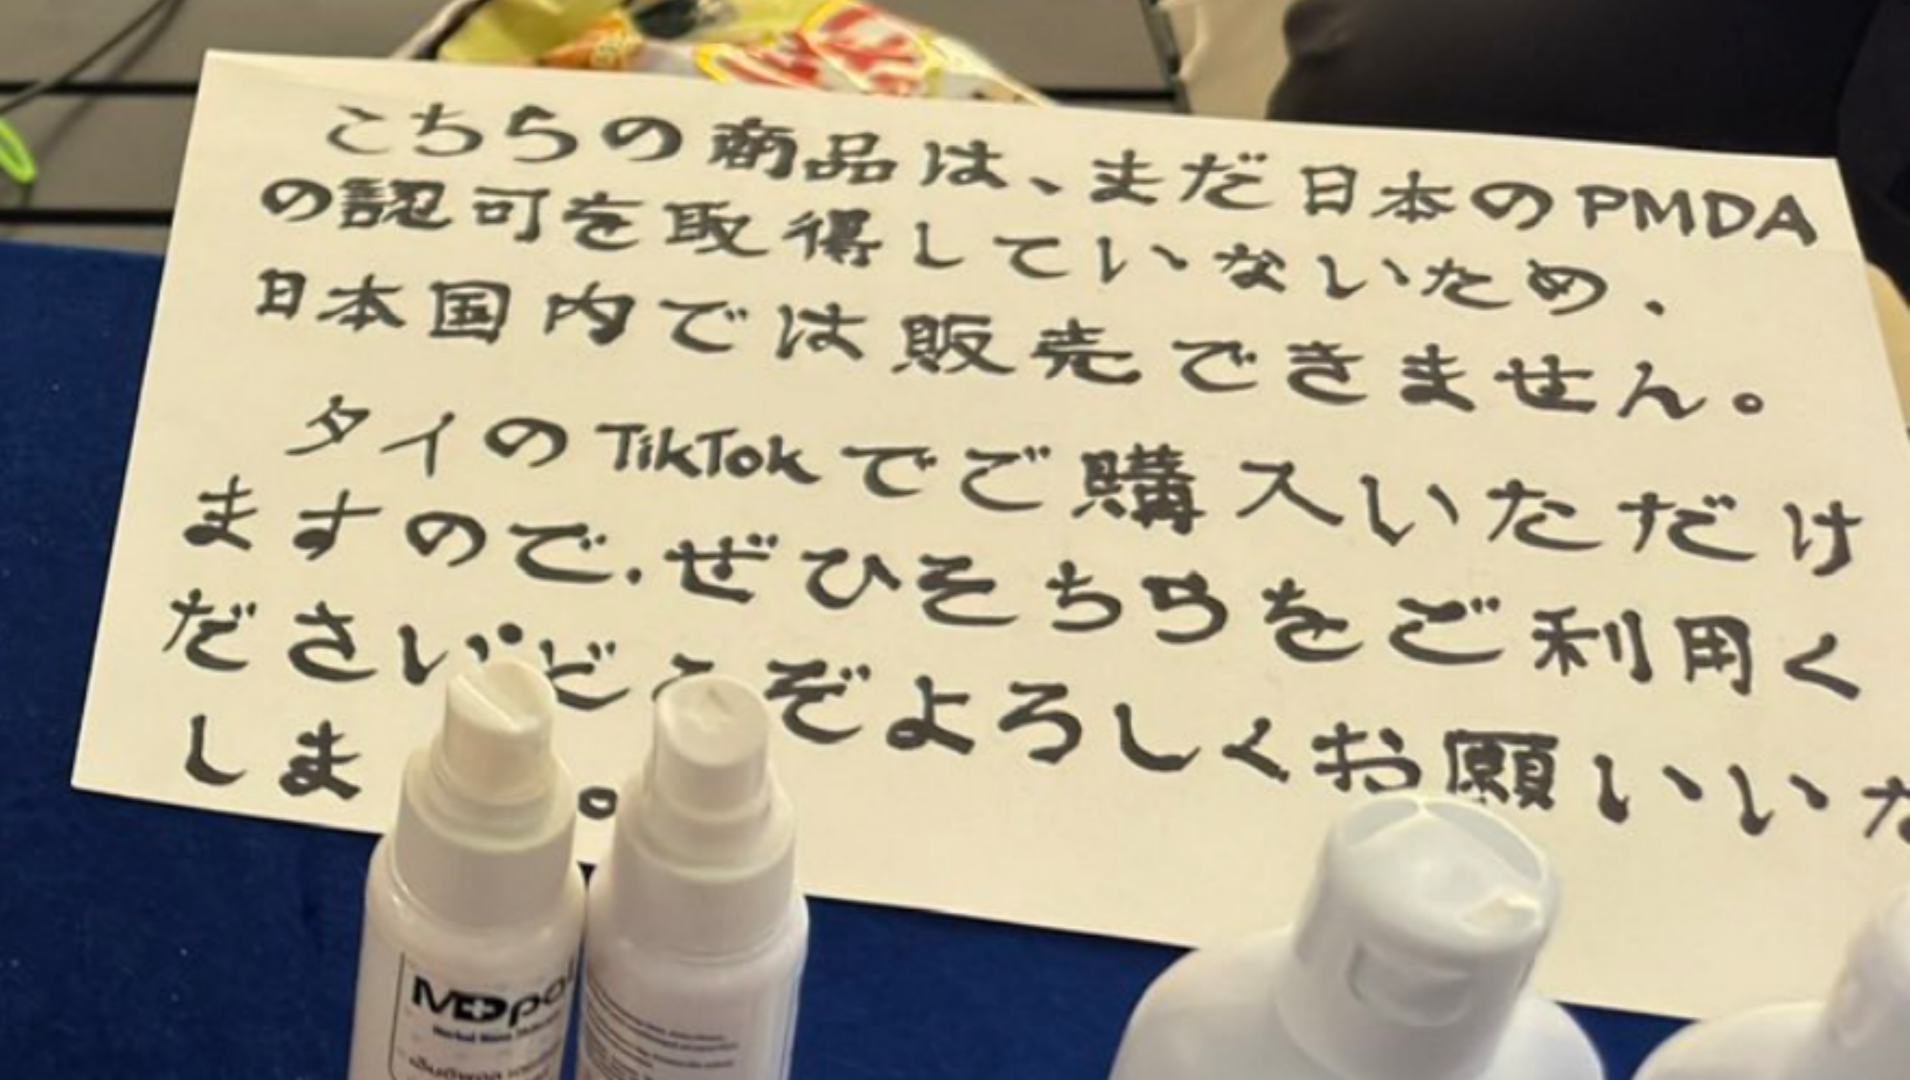 こちらの商品は、まだ日本のPMDA
の認可を取得していないため、
日本国内では販売できません。
タイのTikTokでご購入いただけ
ますので、ぜひそちらをご利用く
ださい。どうぞよろしくお願いいた
しま。
MDpai